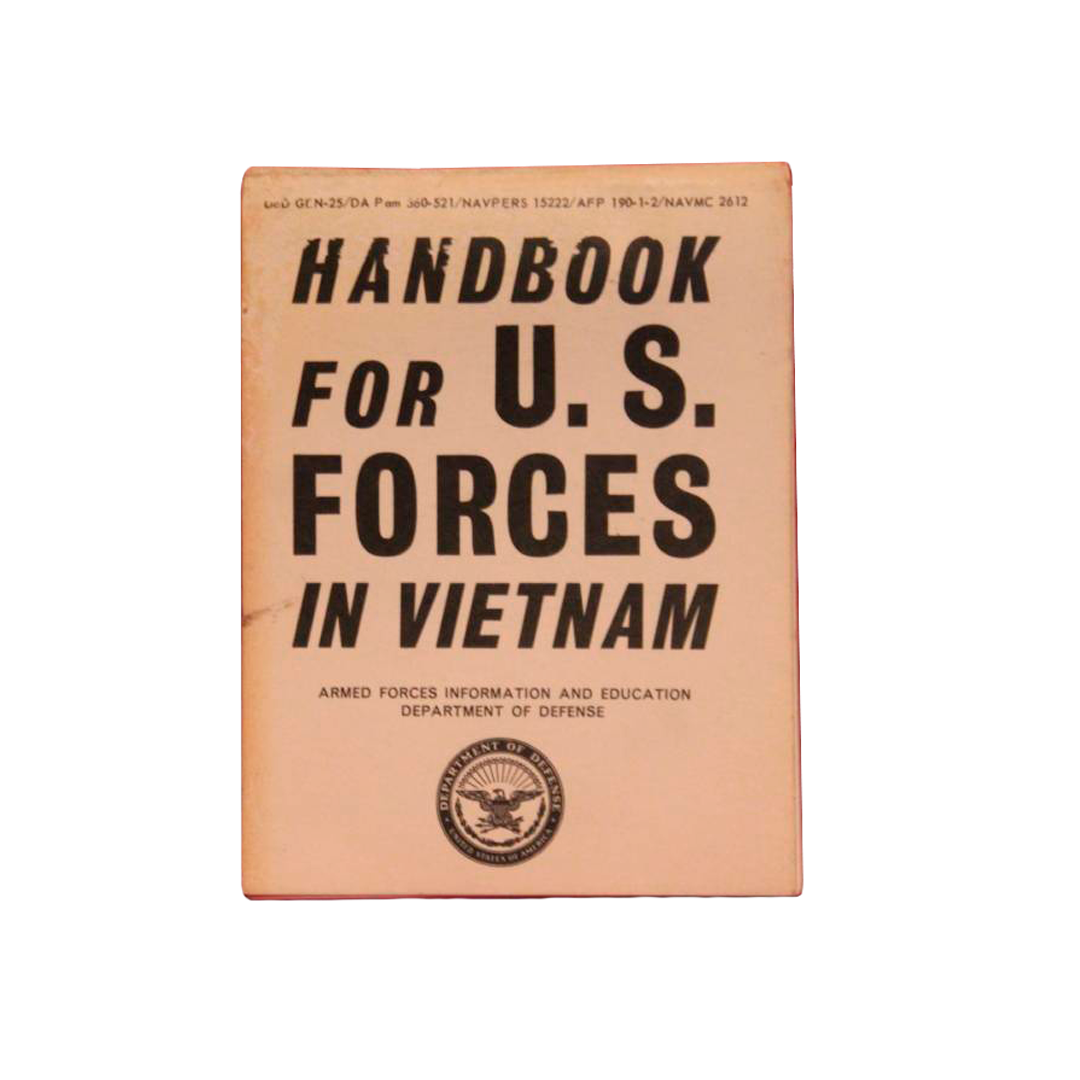 DoD GEN-25/DA Pam 360-521/NAVPERS 15222/AFP 190-1-2/NAVMC 2612
HANDBOOK
FOR U. S.
FORCES
IN VIETNAM
ARMED FORCES INFORMATION AND EDUCATION
DEPARTMENT OF DEFENSE
DEPARTMENT OF DEFENSE
UNITED STATES OF AMERICA